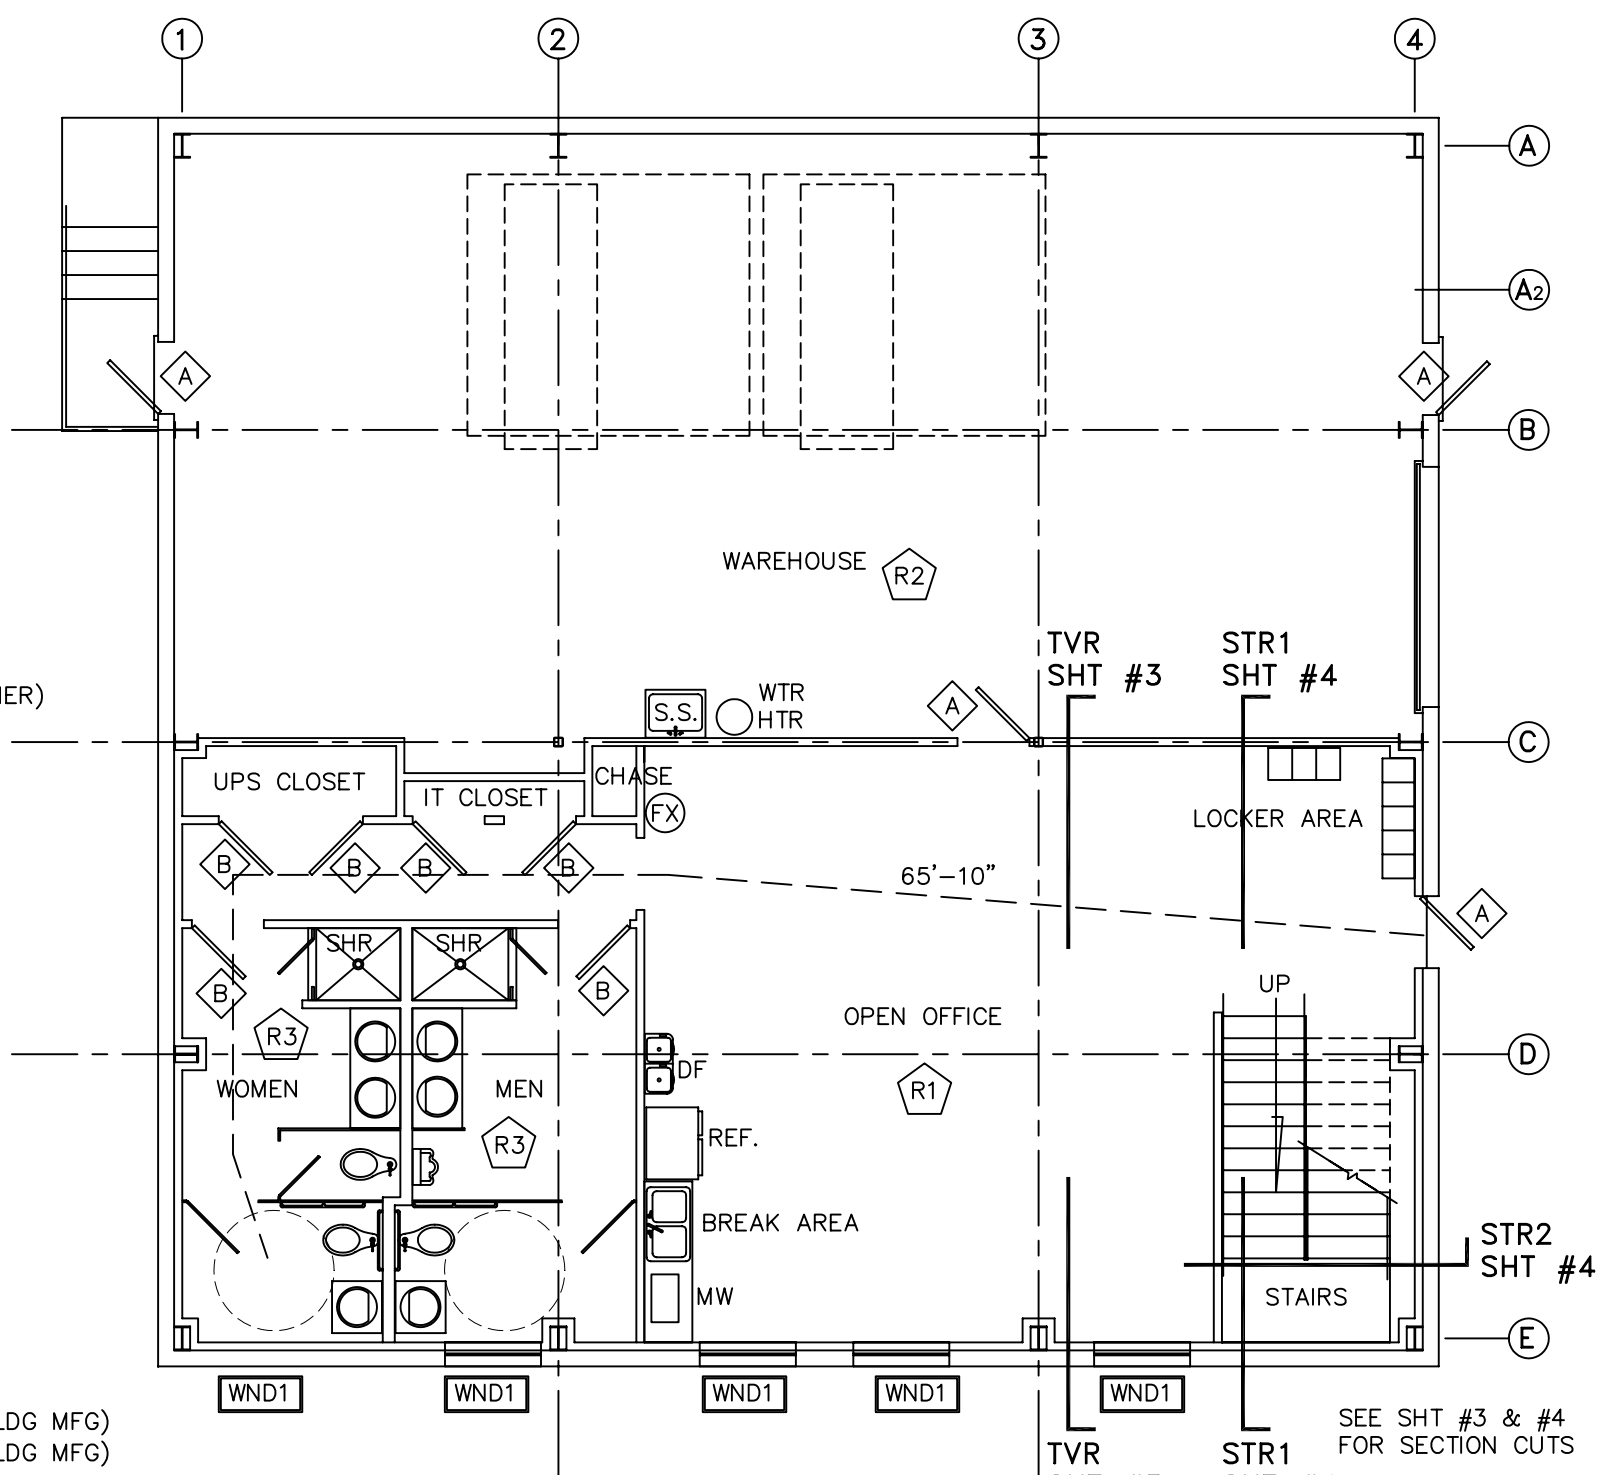 1
2
3
4
A
A2
A
A
B
WAREHOUSE
R2
TVR
SHT #3
STR1
SHT #4
WTR
HTR
S.S.
A
C
UPS CLOSET
IT CLOSET
CHASE
FX
LOCKER AREA
B
B
B
B
65'-10"
A
SHR
SHR
B
B
UP
OPEN OFFICE
R3
D
WOMEN
MEN
DF
R1
R3
REF.
BREAK AREA
STR2
SHT #4
MW
STAIRS
E
WND1
WND1
WND1
WND1
WND1
LDG MFG)
LDG MFG)
TVR
STR1
SEE SHT #3 & #4
FOR SECTION CUTS